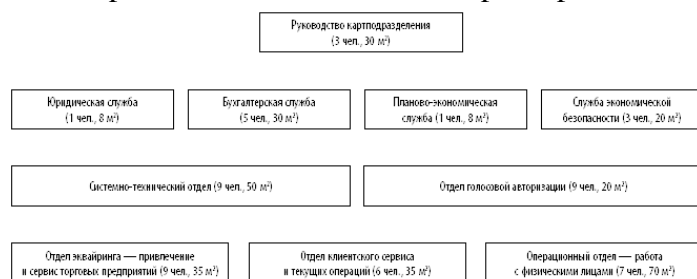 Руководство картподразделения
(3 чел., 30 м²)
Юридическая служба
(1 чел., 8 м²)
Бухгалтерская служба
(5 чел., 30 м²)
Планово-экономическая
служба (1 чел., 8 м²)
Служба экономической
безопасности (3 чел., 20 м²)
Системно-технический отдел (9 чел., 50 м²)
Отдел голосовой авторизации (9 чел., 20 м²)
Отдел эквайринга — привлечение
и сервис торговых предприятий (9 чел., 35 м²)
Отдел клиентского сервиса
и текущих операций (6 чел., 35 м²)
Операционный отдел — работа
с физическими лицами (7 чел., 70 м²)